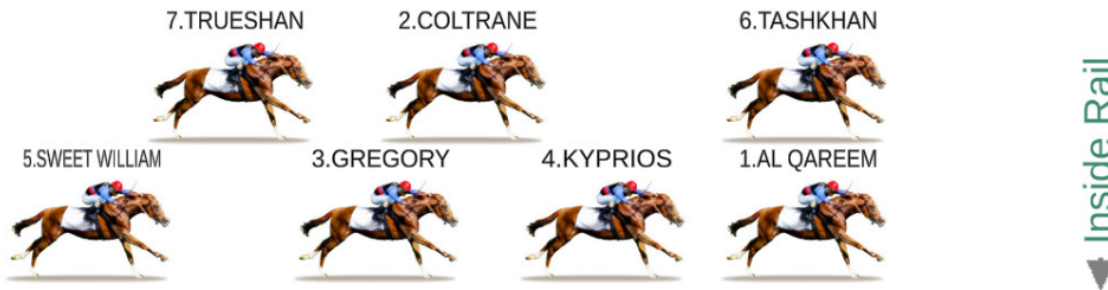 7.TRUESHAN 2.COLTRANE 6.TASHKHAN
5.SWEET WILLIAM 3.GREGORY 4.KYPRIOS 1.AL QAREEM
Inside Rail